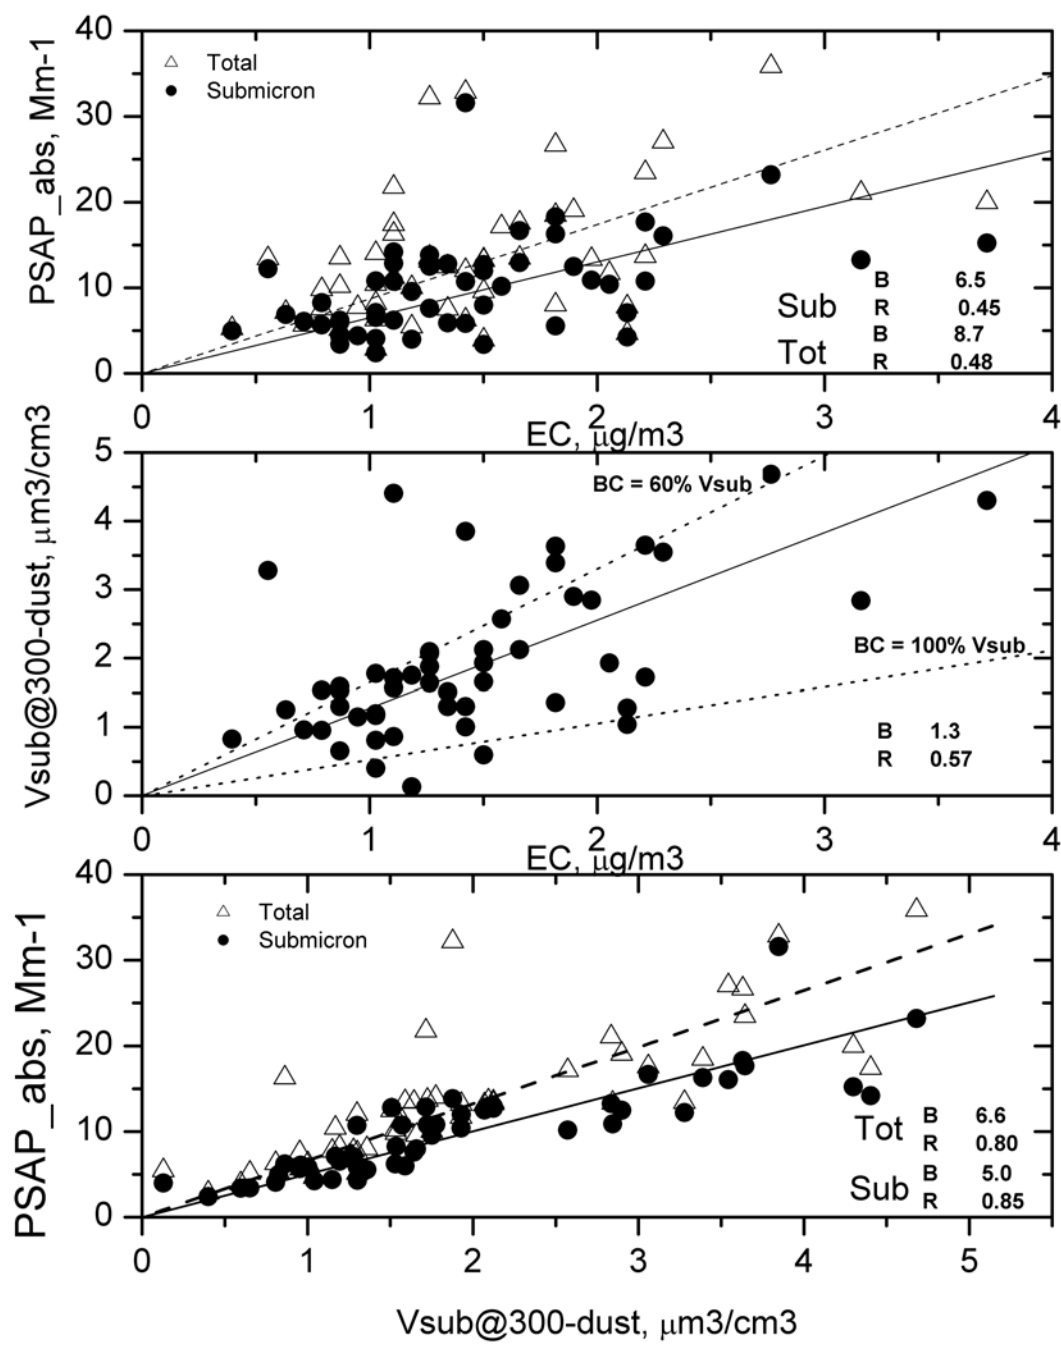 PSAP_abs, Mm-1
40
30
20
10
0
Total
Submicron
Sub
B 6.5
R 0.45
Tot
B 8.7
R 0.48
0 1 2 3 4
EC, μg/m3
Vsub@300-dust, μm3/cm3
5
4
3
2
1
0
BC = 60% Vsub
BC = 100% Vsub
B 1.3
R 0.57
0 1 2 3 4
EC, μg/m3
PSAP_abs, Mm-1
40
30
20
10
0
Total
Submicron
Tot
B 6.6
R 0.80
Sub
B 5.0
R 0.85
0 1 2 3 4 5
Vsub@300-dust, μm3/cm3